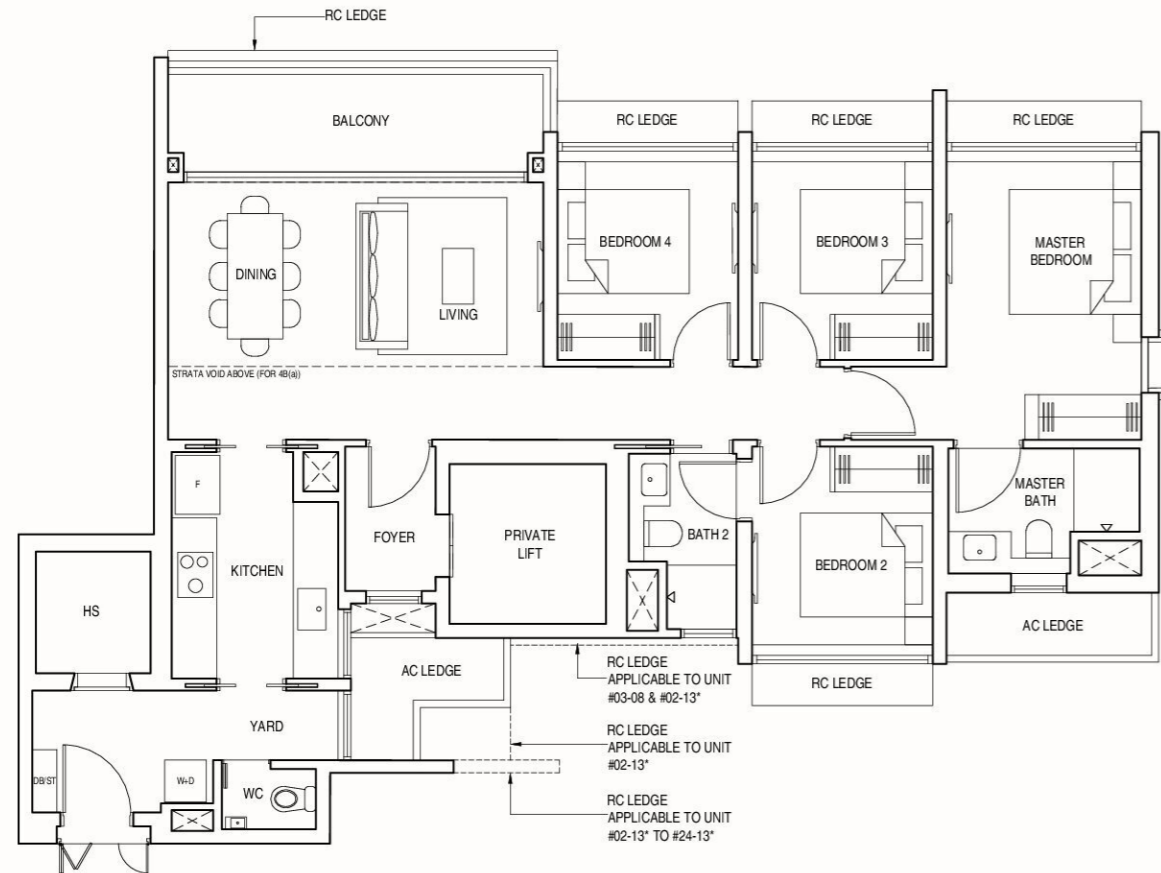 RC LEDGE
BALCONY
RC LEDGE
RC LEDGE
RC LEDGE
BEDROOM 4
BEDROOM 3
MASTER
BEDROOM
DINING
LIVING
STRATA VOID ABOVE (FOR 4B(a))
F
FOYER
PRIVATE
LIFT
BATH 2
MASTER
BATH
KITCHEN
BEDROOM 2
HS
AC LEDGE
AC LEDGE
RC LEDGE
APPLICABLE TO UNIT
#03-08 & #02-13*
RC LEDGE
YARD
RC LEDGE
APPLICABLE TO UNIT
#02-13*
DB/ST
W+D
WC
RC LEDGE
APPLICABLE TO UNIT
#02-13* TO #24-13*